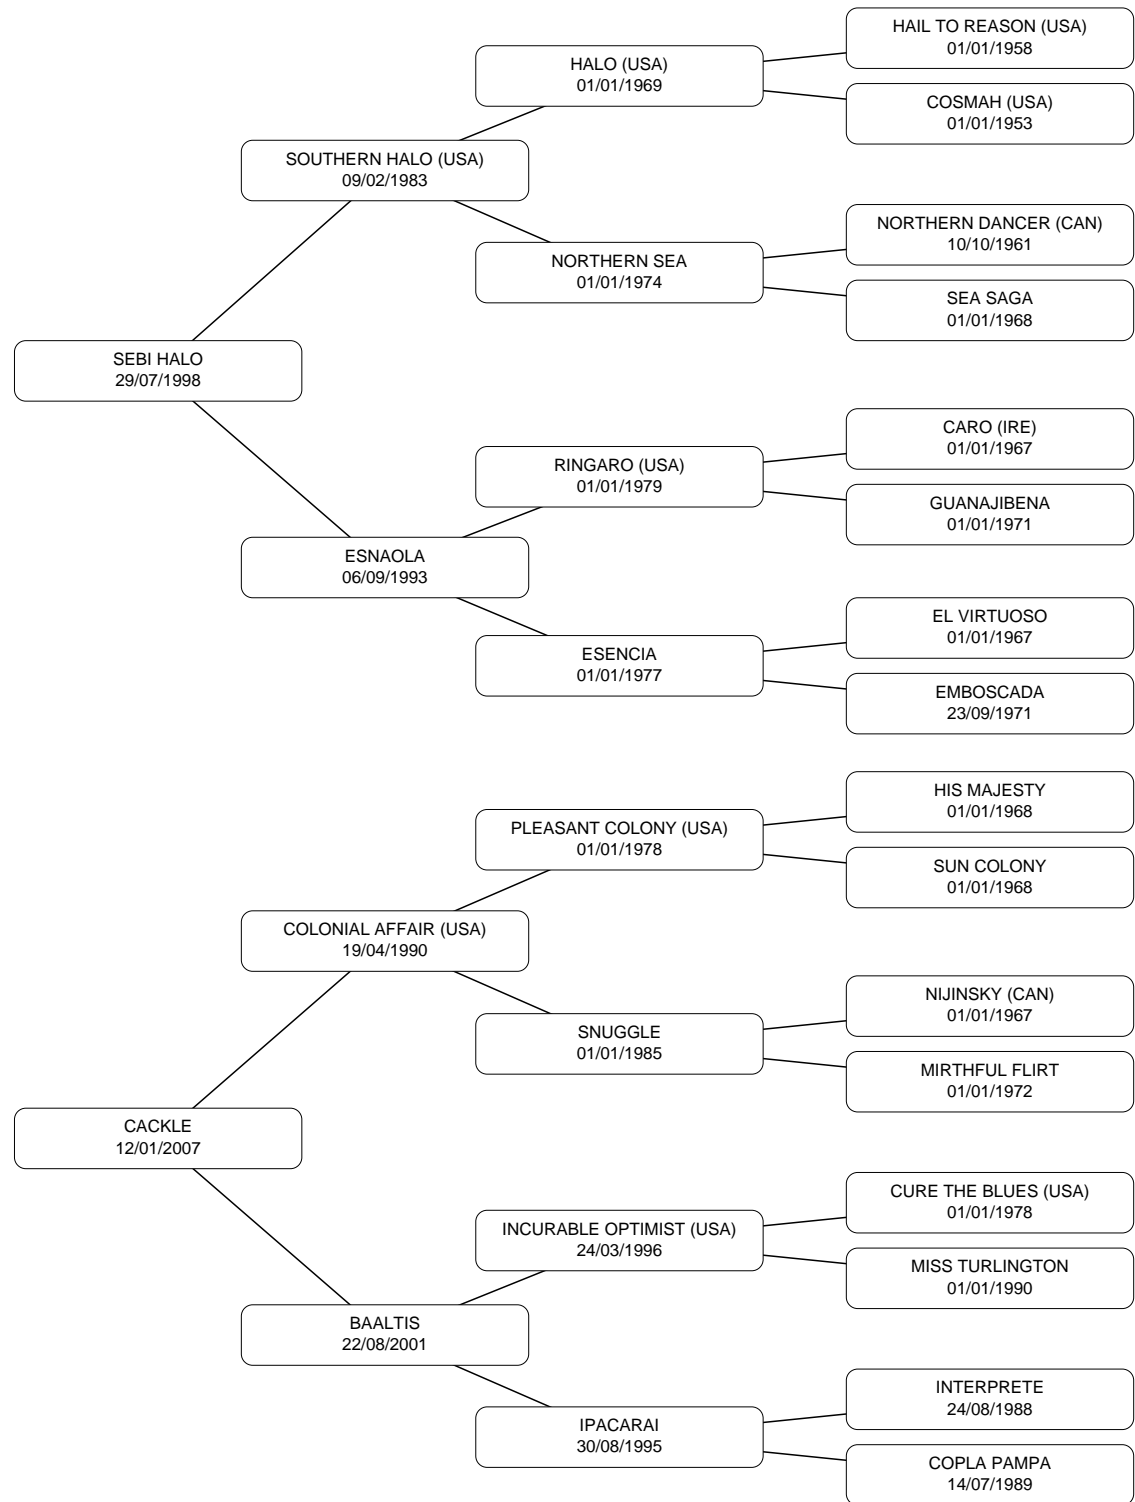 HAIL TO REASON (USA)
01/01/1958
HALO (USA)
01/01/1969
COSMAH (USA)
01/01/1953
SOUTHERN HALO (USA)
09/02/1983
NORTHERN DANCER (CAN)
10/10/1961
NORTHERN SEA
01/01/1974
SEA SAGA
01/01/1968
SEBI HALO
29/07/1998
CARO (IRE)
01/01/1967
RINGARO (USA)
01/01/1979
GUANAJIBENA
01/01/1971
ESNAOLA
06/09/1993
EL VIRTUOSO
01/01/1967
ESENCIA
01/01/1977
EMBOSCADA
23/09/1971
HIS MAJESTY
01/01/1968
PLEASANT COLONY (USA)
01/01/1978
SUN COLONY
01/01/1968
COLONIAL AFFAIR (USA)
19/04/1990
NIJINSKY (CAN)
01/01/1967
SNUGGLE
01/01/1985
MIRTHFUL FLIRT
01/01/1972
CACKLE
12/01/2007
CURE THE BLUES (USA)
01/01/1978
INCURABLE OPTIMIST (USA)
24/03/1996
MISS TURLINGTON
01/01/1990
BAALTIS
22/08/2001
INTERPRETE
24/08/1988
IPACARAI
30/08/1995
COPLA PAMPA
14/07/1989